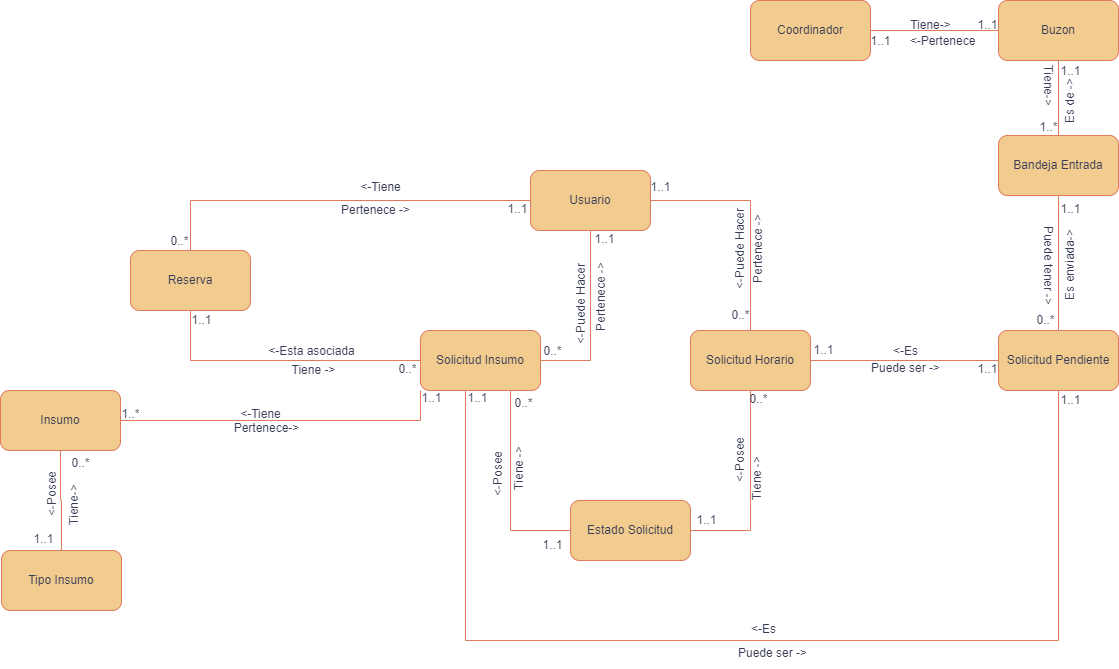 Coordinador
Tiene->
1..1
Buzon
1..1
<-Pertenece
1..1
Tiene->
Es de ->
1..*
Bandeja Entrada
1..1
Puede tener ->
Es enviada->
0..*
<-Tiene
Usuario
1..1
Pertenece ->
1..1
0..*
1..1
<-Puede Hacer
Pertenece ->
<-Puede Hacer
Pertenece ->
Reserva
1..1
0..*
<-Esta asociada
Tiene ->
0..*
Solicitud Insumo
0..*
Solicitud Horario
1..1
<-Es
Puede ser ->
1..1
Solicitud Pendiente
1..1
1..1
0..*
0..*
1..1
Insumo
1..*
<-Tiene
Pertenece->
0..*
<-Posee
Tiene->
1..1
Tipo Insumo
<-Posee
Tiene ->
1..1
Estado Solicitud
1..1
<-Posee
Tiene ->
<-Es
Puede ser ->